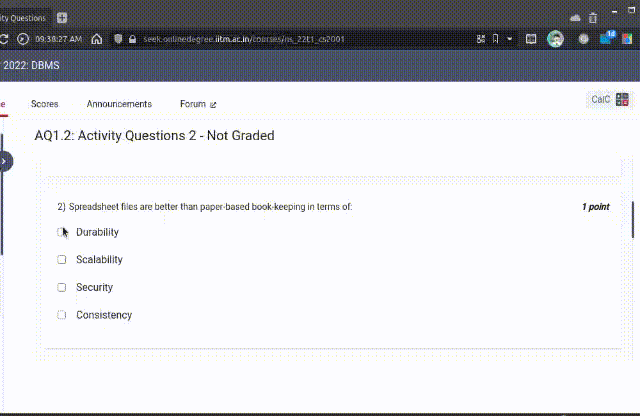 ity Questions
09:38:27 AM seek.onlinedegree.iitm.ac.in/courses/ns_22t1_cs2001
2022: DBMS
Scores Announcements Forum
CalC
AQ1.2: Activity Questions 2 - Not Graded
2) Spreadsheet files are better than paper-based book-keeping in terms of: 1 point
Durability
Scalability
Security
Consistency